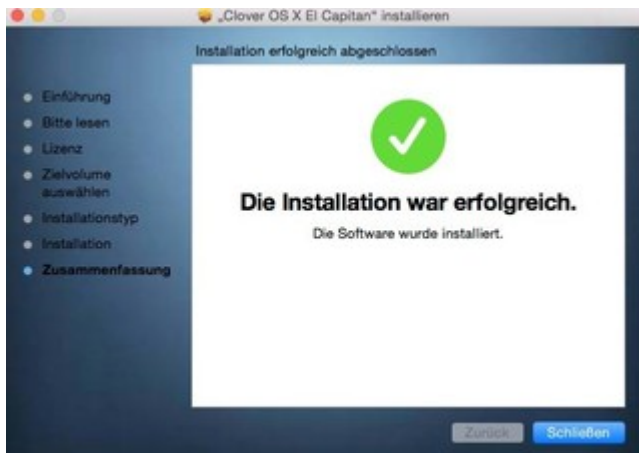 „Clover OS X El Capitan“ installieren
Installation erfolgreich abgeschlossen
Einführung
Bitte lesen
Lizenz
Zielvolume
auswählen
Installationstyp
Installation
Zusammenfassung
Die Installation war erfolgreich.
Die Software wurde installiert.
Zurück
Schließen